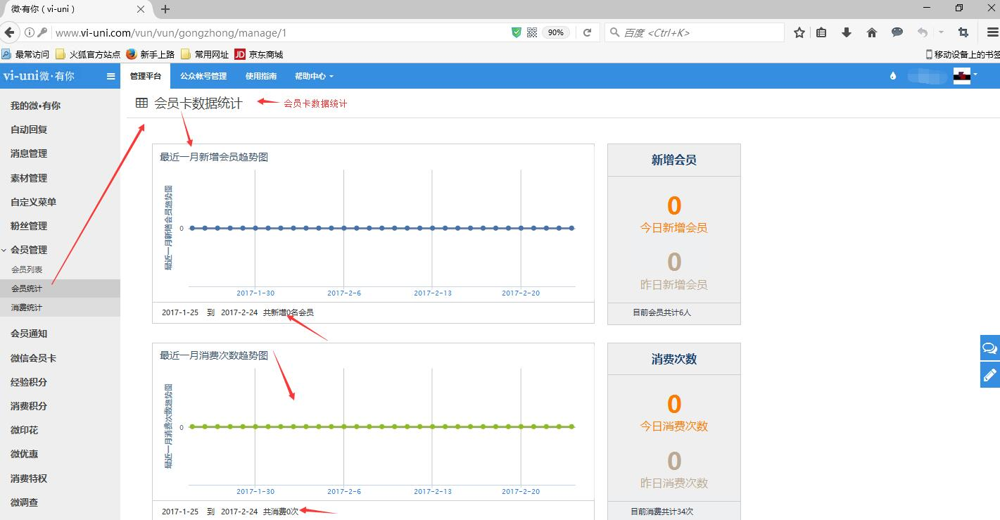 微·有你（vi-uni）
www.vi-uni.com/vun/vun/gongzhong/manage/1
90%
百度 <Ctrl+K>
最常访问 火狐官方站点 新手上路 常用网址 JD 京东商城 移动设备上的书签
vi-uni微·有你
管理平台 公众帐号管理 使用指南 帮助中心
我的微·有你
自动回复
消息管理
素材管理
自定义菜单
粉丝管理
会员管理
会员列表
会员统计
消费统计
会员通知
微信会员卡
经验积分
消费积分
微印花
微优惠
消费特权
微调查
会员卡数据统计
会员卡数据统计
最近一月新增会员趋势图
最近一月新增会员趋势图
0
2017-1-30 2017-2-6 2017-2-13 2017-2-20
2017-1-25 到 2017-2-24 共新增0名会员
新增会员
0
今日新增会员
0
昨日新增会员
目前会员共计6人
最近一月消费次数趋势图
最近一月消费次数趋势图
0
2017-1-30 2017-2-6 2017-2-13 2017-2-20
2017-1-25 到 2017-2-24 共消费0次
消费次数
0
今日消费次数
0
昨日消费次数
目前消费共计34次